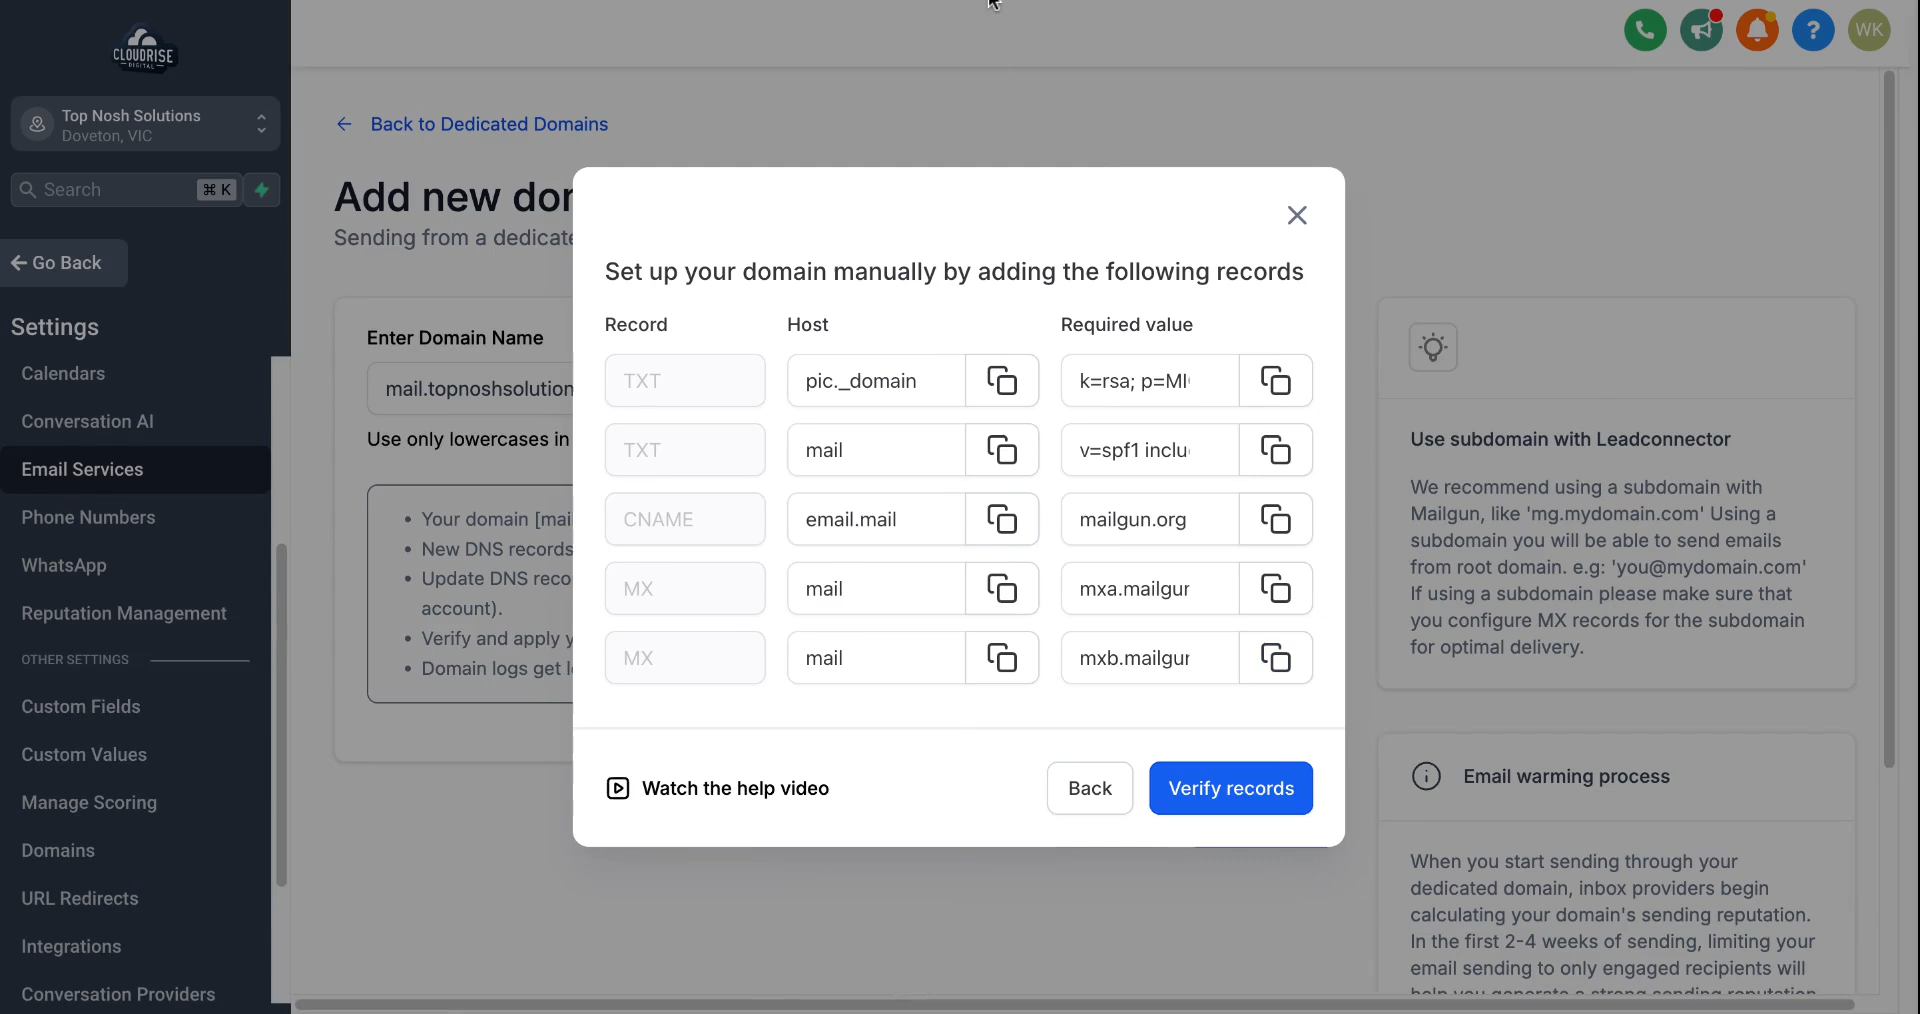 CLOUDRISE
DIGITAL
Top Nosh Solutions
Doveton, VIC
Search
⌘ K
Go Back
Settings
Calendars
Conversation AI
Email Services
Phone Numbers
WhatsApp
Reputation Management
OTHER SETTINGS
Custom Fields
Custom Values
Manage Scoring
Domains
URL Redirects
Integrations
Conversation Providers
WK
Back to Dedicated Domains
Add new dor
Sending from a dedicate
Enter Domain Name
mail.topnoshsolution
Use only lowercases in
• Your domain [mai
• New DNS records
• Update DNS reco
account).
• Verify and apply y
• Domain logs get l
Set up your domain manually by adding the following records
Record Host Required value
TXT pic._domain k=rsa; p=MI
TXT mail v=spf1 inclu
CNAME email.mail mailgun.org
MX mail mxa.mailgur
MX mail mxb.mailgur
Watch the help video
Back
Verify records
Use subdomain with Leadconnector
We recommend using a subdomain with
Mailgun, like 'mg.mydomain.com' Using a
subdomain you will be able to send emails
from root domain. e.g: 'you@mydomain.com'
If using a subdomain please make sure that
you configure MX records for the subdomain
for optimal delivery.
Email warming process
When you start sending through your
dedicated domain, inbox providers begin
calculating your domain's sending reputation.
In the first 2-4 weeks of sending, limiting your
email sending to only engaged recipients will
help you generate a strong sending reputation